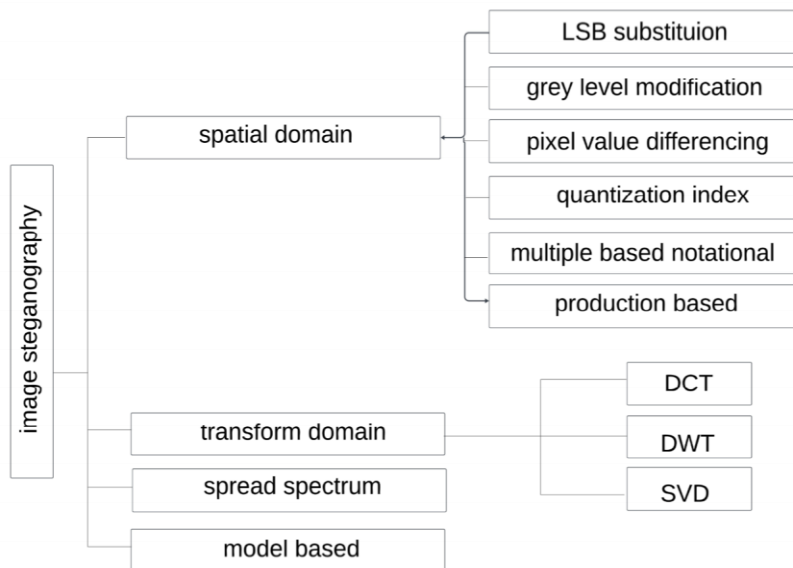 image steganography
spatial domain
LSB substituion
grey level modification
pixel value differencing
quantization index
multiple based notational
production based
transform domain
DCT
DWT
SVD
spread spectrum
model based